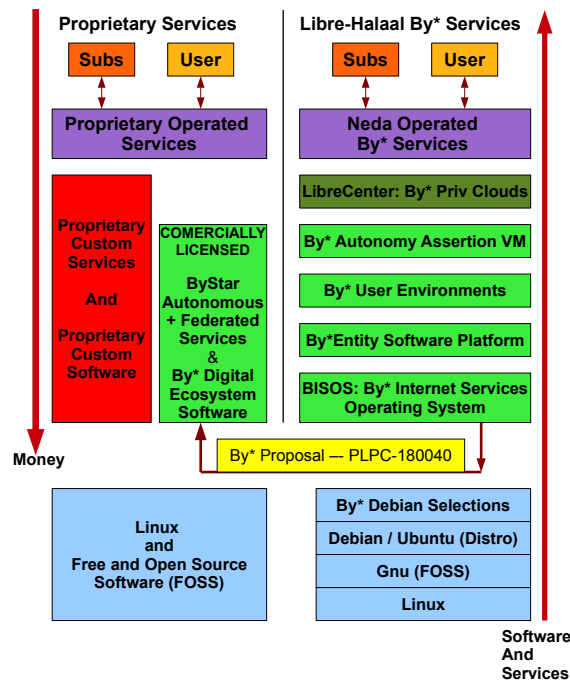 Proprietary Services
Subs
User
Proprietary Operated
Services
Proprietary
Custom
Services
And
Proprietary
Custom
Software
COMERCIALLY
LICENSED
ByStar
Autonomous
+ Federated
Services
&
By* Digital
Ecosystem
Software
Money
Linux
and
Free and Open Source
Software (FOSS)
Libre-Halaal By* Services
Subs
User
Neda Operated
By* Services
LibreCenter: By* Priv Clouds
By* Autonomy Assertion VM
By* User Environments
By*Entity Software Platform
BISOS: By* Internet Services
Operating System
By* Proposal –- PLPC-180040
By* Debian Selections
Debian / Ubuntu (Distro)
Gnu (FOSS)
Linux
Software
And
Services